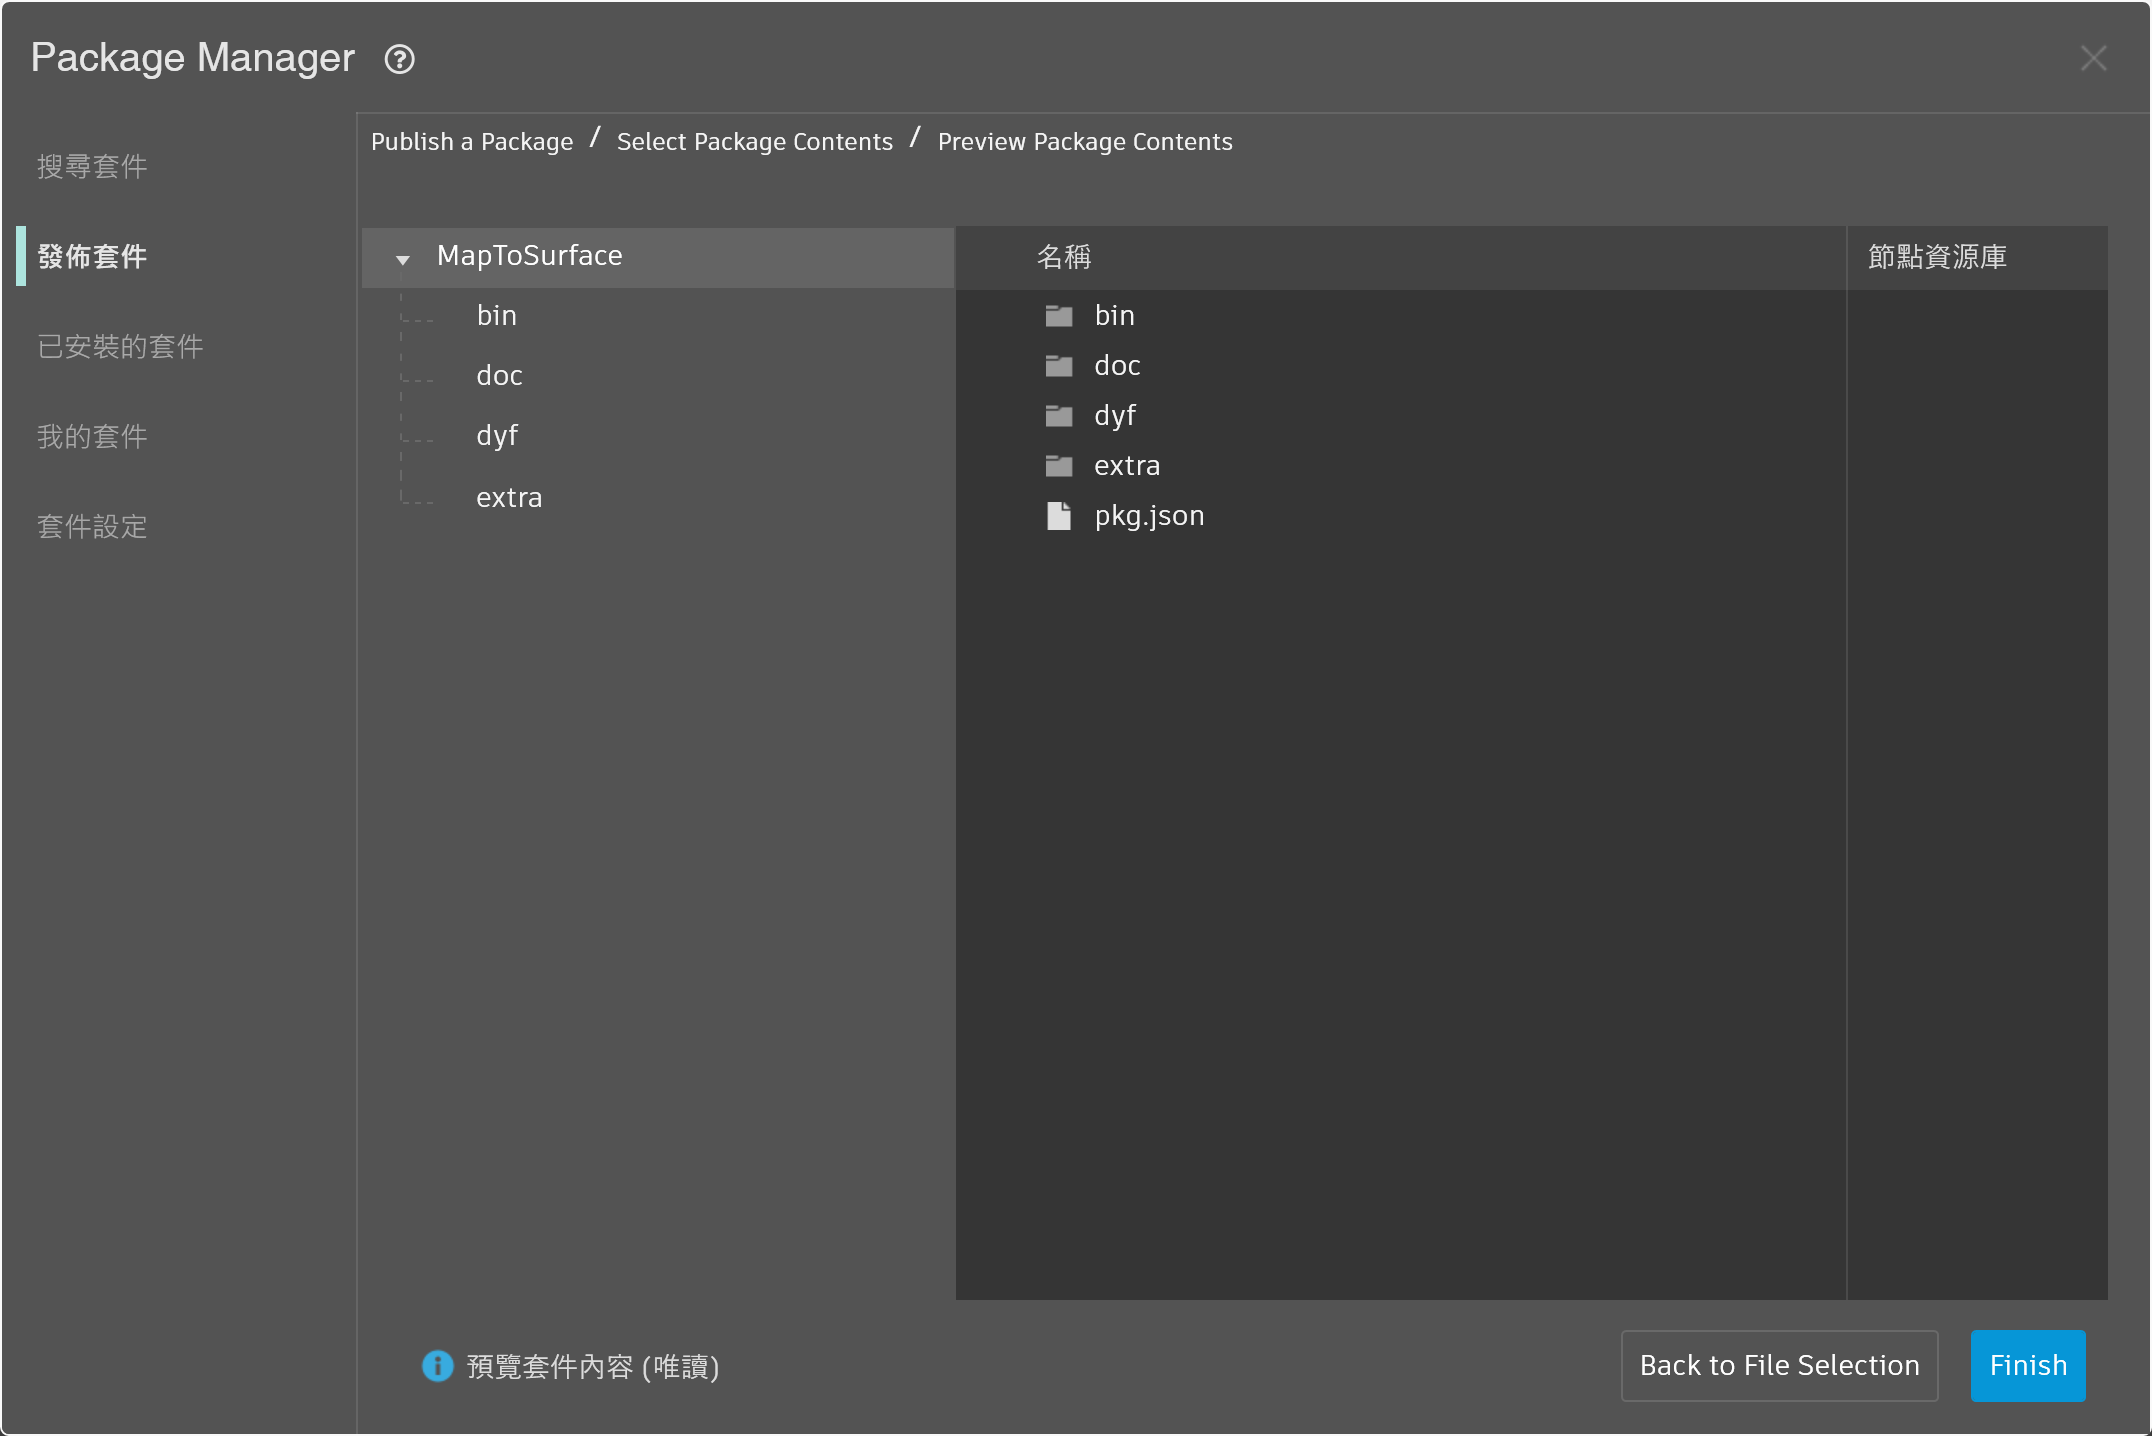 Package Manager
搜尋套件
發佈套件
已安裝的套件
我的套件
套件設定
Publish a Package / Select Package Contents / Preview Package Contents
MapToSurface
bin
doc
dyf
extra
名稱 節點資源庫
bin
doc
dyf
extra
pkg.json
預覽套件內容 (唯讀)
Back to File Selection
Finish